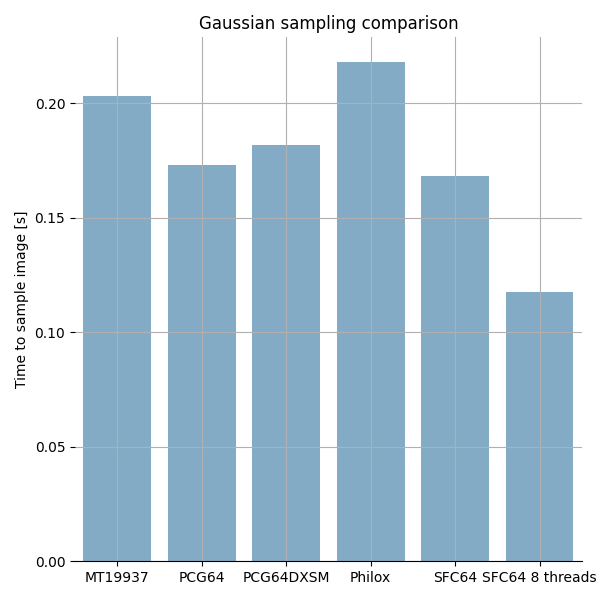 Gaussian sampling comparison
Time to sample image [s]
0.20
0.15
0.10
0.05
0.00
MT19937 PCG64 PCG64DXSM Philox SFC64 SFC64 8 threads